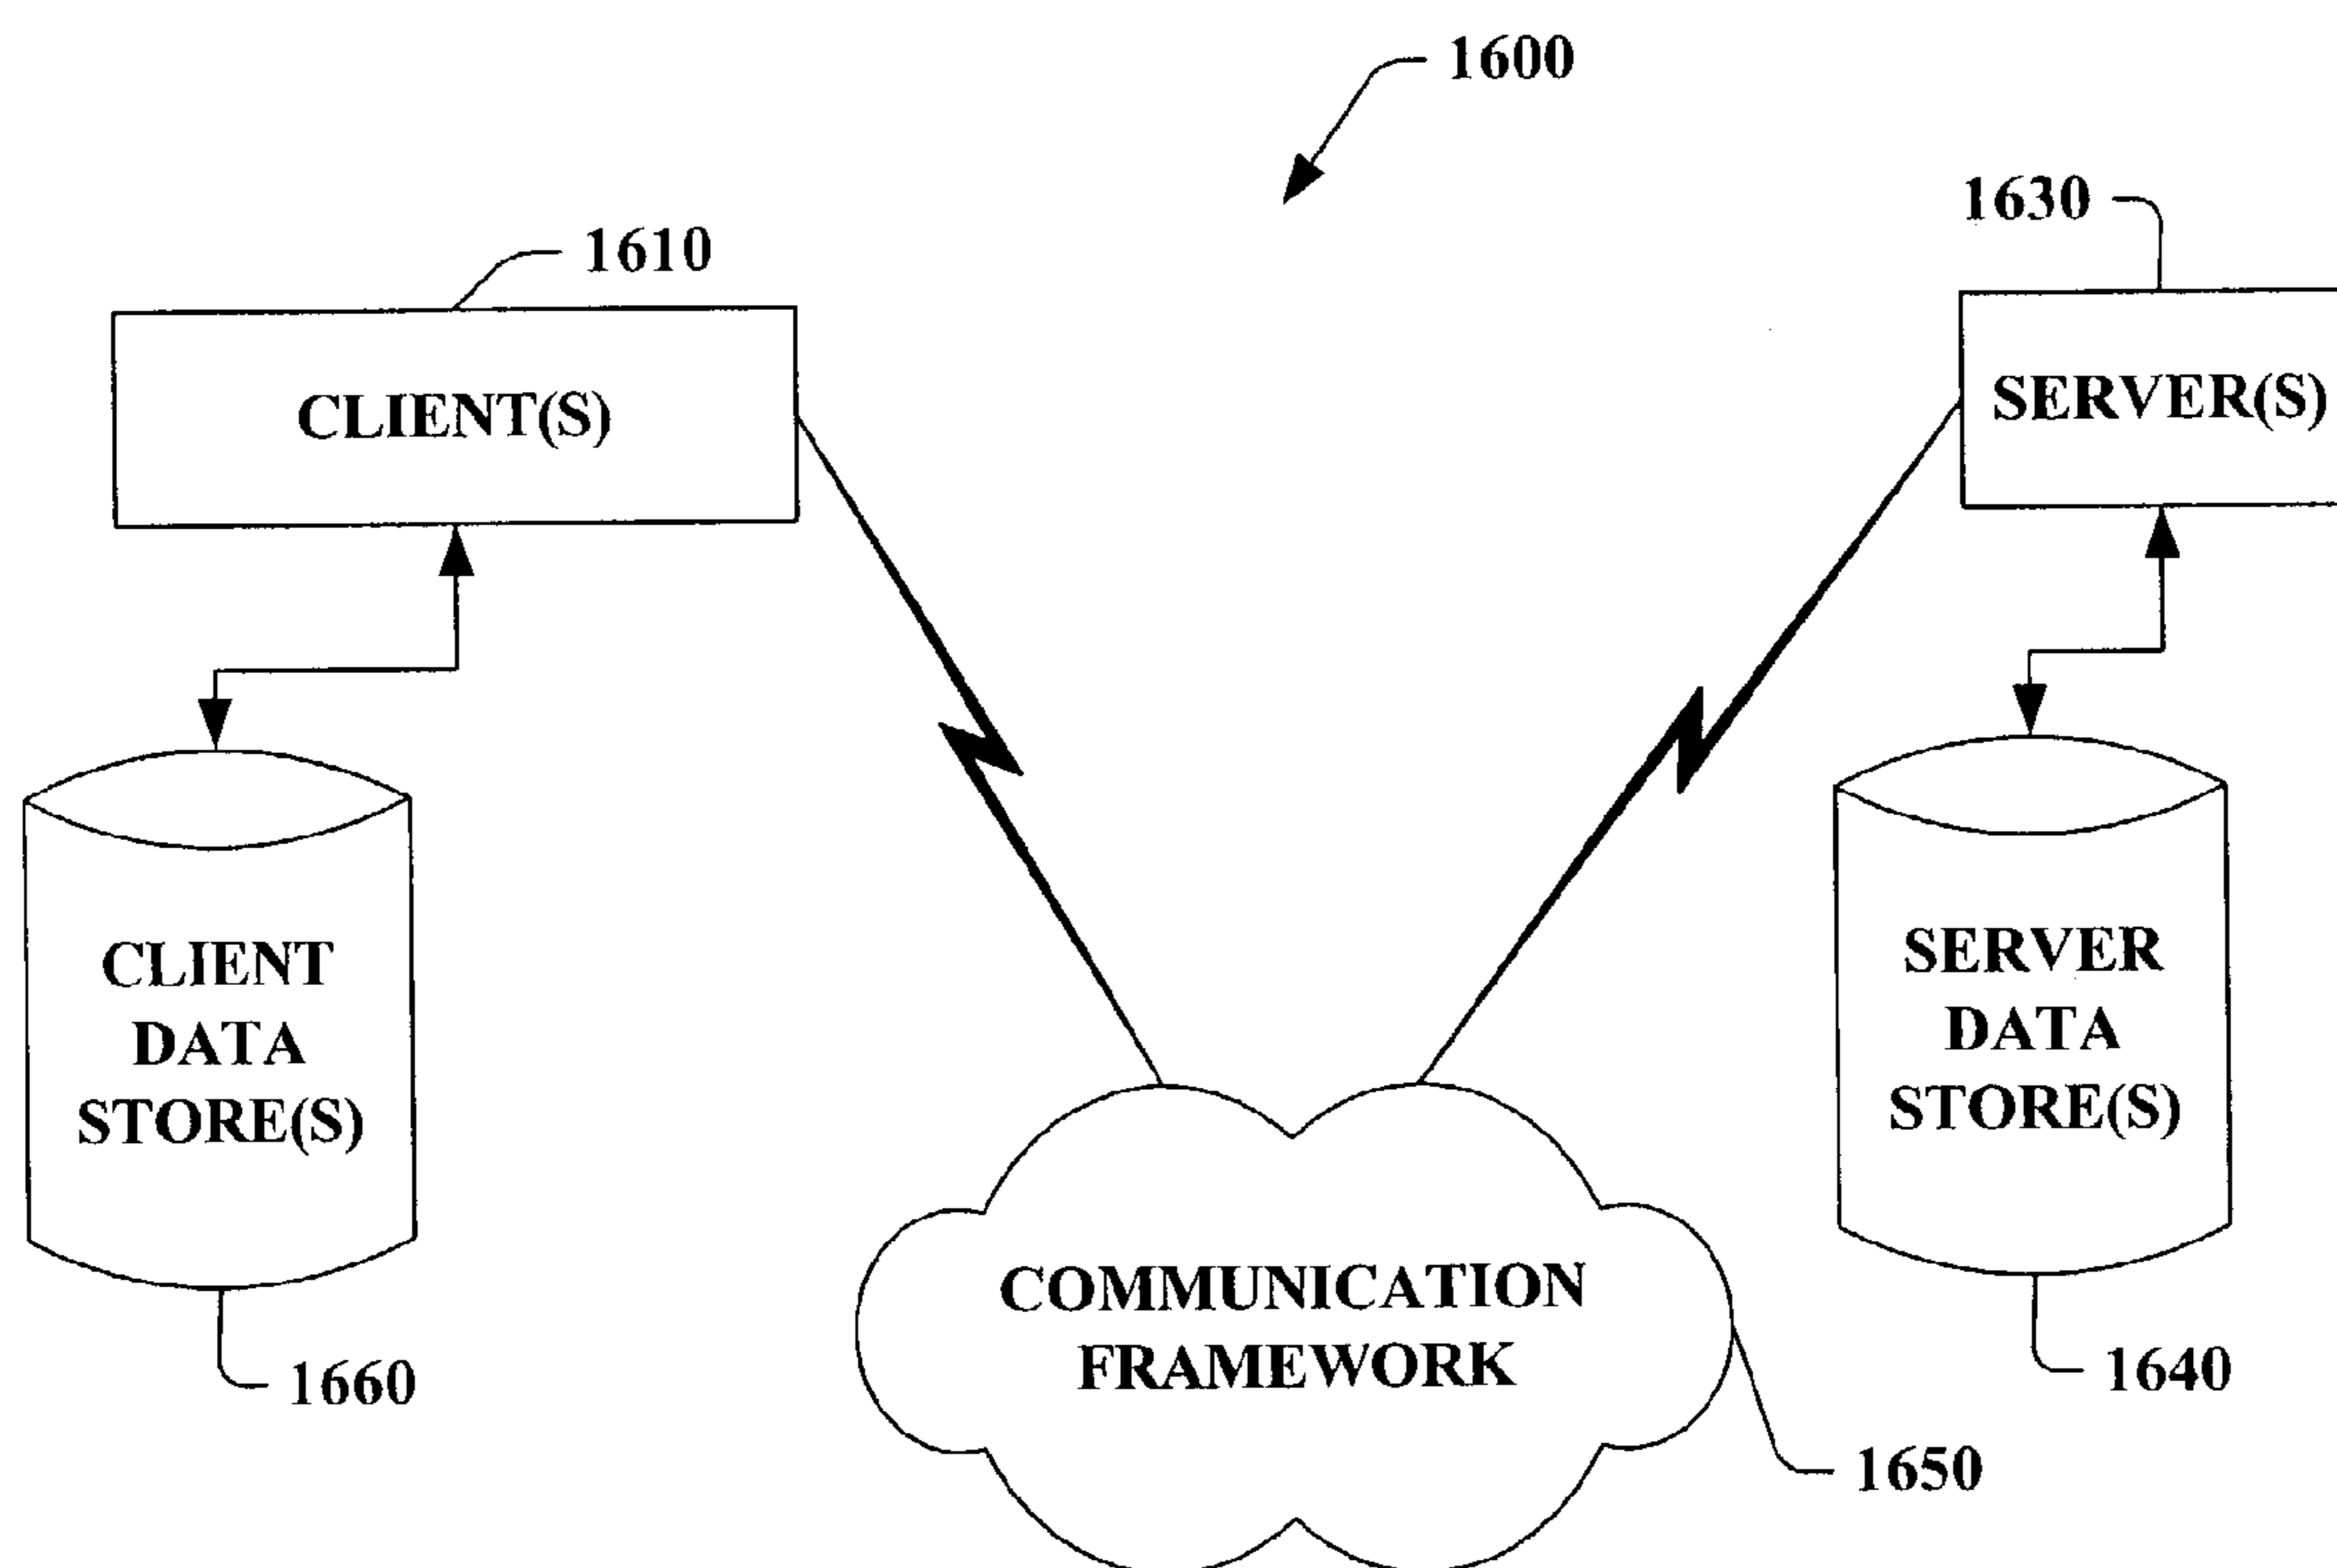 1600
1630
1610
CLIENT(S)
SERVER(S)
CLIENT
DATA
STORE(S)
SERVER
DATA
STORE(S)
COMMUNICATION
FRAMEWORK
1660
1640
1650